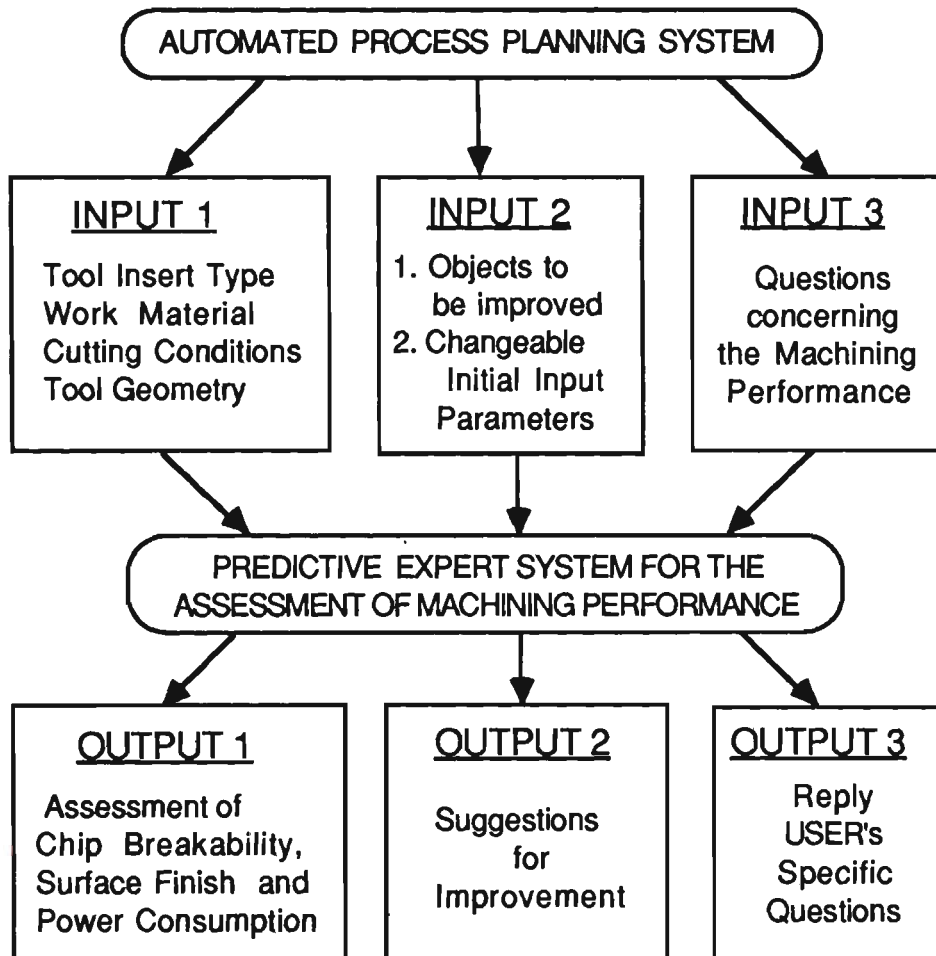 AUTOMATED PROCESS PLANNING SYSTEM
INPUT 1
Tool Insert Type
Work Material
Cutting Conditions
Tool Geometry
INPUT 2
1. Objects to
be improved
2. Changeable
Initial Input
Parameters
INPUT 3
Questions
concerning
the Machining
Performance
PREDICTIVE EXPERT SYSTEM FOR THE
ASSESSMENT OF MACHINING PERFORMANCE
OUTPUT 1
Assessment of
Chip Breakability,
Surface Finish and
Power Consumption
OUTPUT 2
Suggestions
for
Improvement
OUTPUT 3
Reply
USER's
Specific
Questions